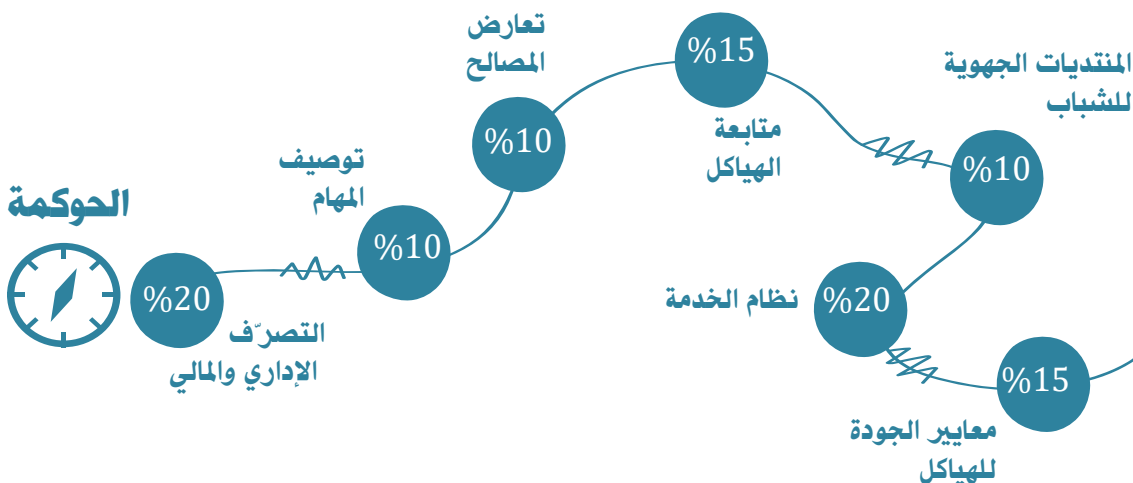 الحوكمة
%20
التصرّف
الإداري والمالي
توصيف
المهام
%10
تعارض
المصالح
%10
%15
متابعة
الهياكل
المنتديات الجهوية
للشباب
%10
نظام الخدمة
%20
%15
معايير الجودة
للهياكل